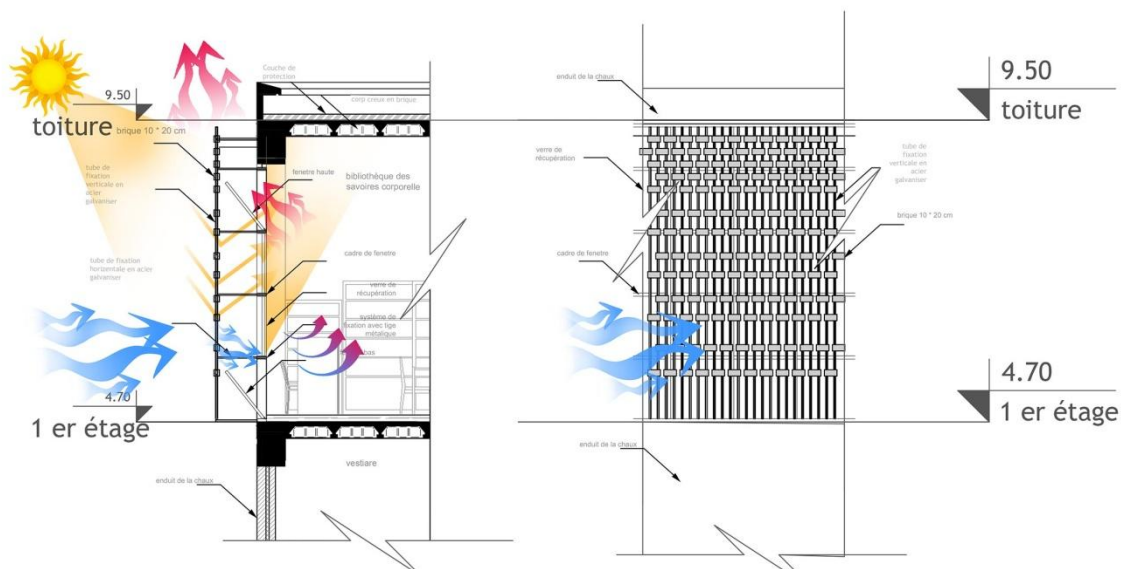 Couche de
protection
9.50
corp creux en brique
toiture
brique 10 * 20 cm
tube de
fixation
verticale en
acier
galvaniser
fenetre haute
bibliothèque des
savoires corporelle
tube de fixation
horizontale en acier
galvaniser
cadre de fenetre
verre de
récupération
système de
fixation avec tige
métalique
bas
4.70
1 er étage
vestiare
enduit de la chaux
enduit de la chaux
9.50
toiture
verre de
récupération
tube de
fixation
verticale en
acier
galvaniser
brique 10 * 20 cm
cadre de fenetre
4.70
1 er étage
enduit de la chaux